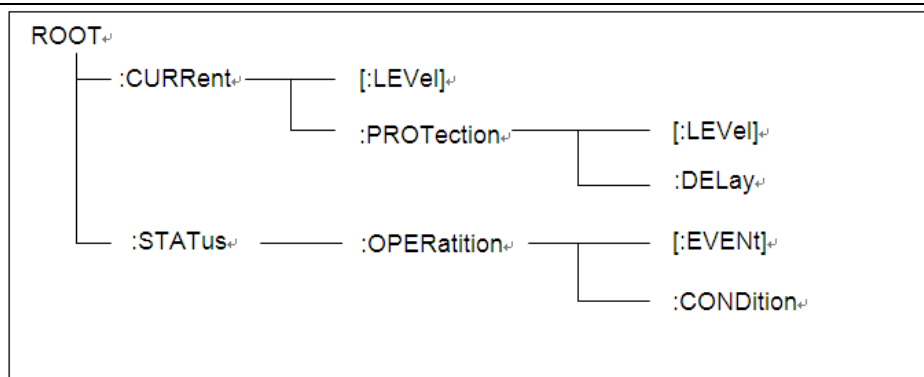 ROOT↵
:CURRent↵ [:LEVel]↵
:PROTection↵ [:LEVel]↵
:DELay↵
:STATus↵ :OPERatition↵ [:EVENt]↵
:CONDition↵